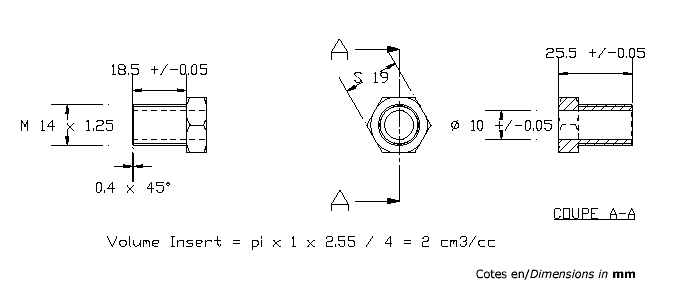 A
18.5 +/-0.05
25.5 +/-0.05
S 19
M 14 x 1.25
ø 10 +/-0.05
0.4 x 45°
A
COUPE A-A
Volume Insert = pi x 1 x 2.55 / 4 = 2 cm3/cc
Cotes en/Dimensions in mm